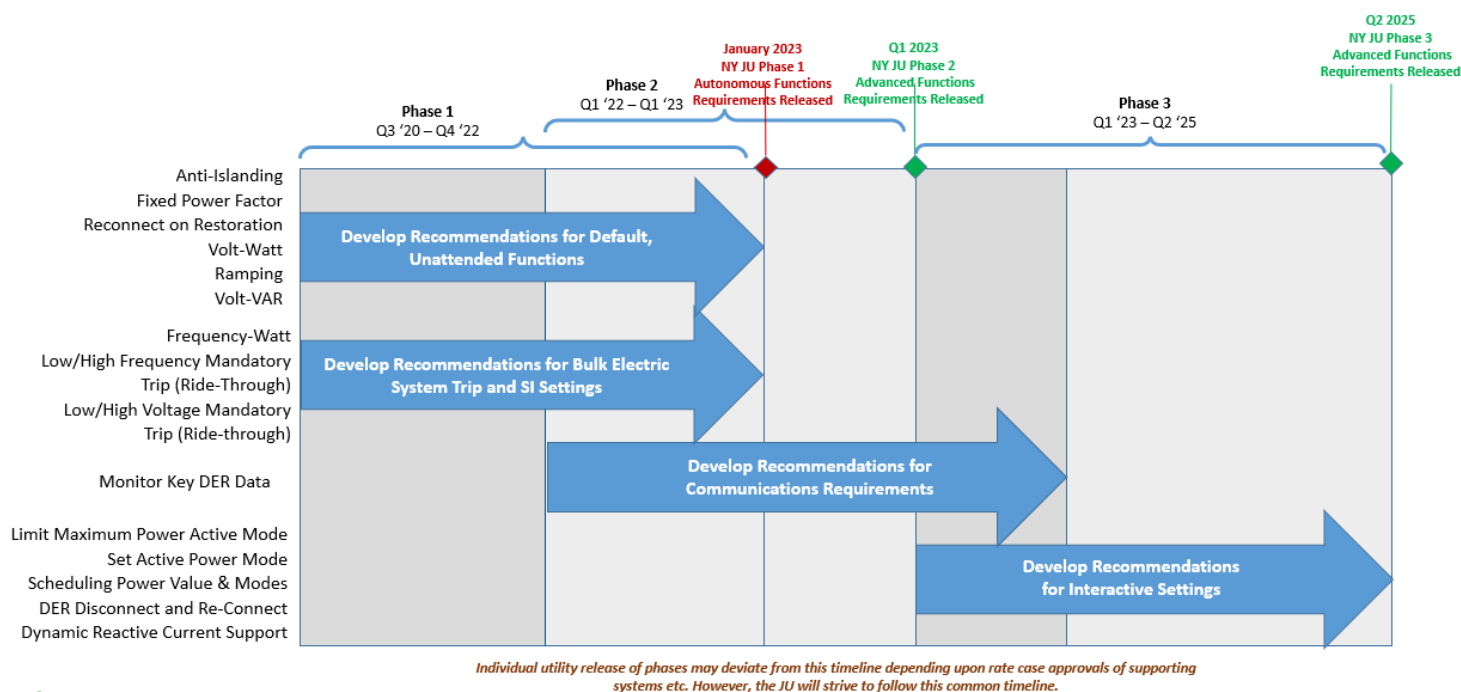 Q2 2025
NY JU Phase 3
Advanced Functions
Requirements Released
January 2023
NY JU Phase 1
Autonomous Functions
Requirements Released
Q1 2023
NY JU Phase 2
Advanced Functions
Requirements Released
Phase 2
Q1 '22 – Q1 '23
Phase 1
Q3 '20 – Q4 '22
Phase 3
Q1 '23 – Q2 '25
Anti-Islanding
Fixed Power Factor
Reconnect on Restoration
Volt-Watt
Ramping
Volt-VAR
Develop Recommendations for Default,
Unattended Functions
Frequency-Watt
Low/High Frequency Mandatory
Trip (Ride-Through)
Low/High Voltage Mandatory
Trip (Ride-through)
Develop Recommendations for Bulk Electric
System Trip and SI Settings
Monitor Key DER Data
Develop Recommendations for
Communications Requirements
Limit Maximum Power Active Mode
Set Active Power Mode
Scheduling Power Value & Modes
DER Disconnect and Re-Connect
Dynamic Reactive Current Support
Develop Recommendations
for Interactive Settings
Individual utility release of phases may deviate from this timeline depending upon rate case approvals of supporting
systems etc. However, the JU will strive to follow this common timeline.